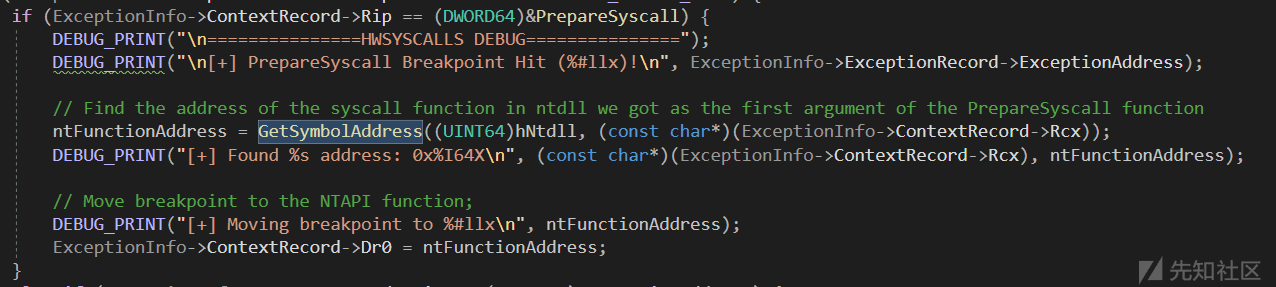 if (ExceptionInfo->ContextRecord->Rip == (DWORD64)&PrepareSyscall) {
DEBUG_PRINT("\n===============HWSYSCALLS DEBUG===============");
DEBUG_PRINT("\n[+] PrepareSyscall Breakpoint Hit (%#llx)!\n", ExceptionInfo->ExceptionRecord->ExceptionAddress);
// Find the address of the syscall function in ntdll we got as the first argument of the PrepareSyscall function
ntFunctionAddress = GetSymbolAddress((UINT64)hNtdll, (const char*)(ExceptionInfo->ContextRecord->Rcx));
DEBUG_PRINT("[+] Found %s address: 0x%I64X\n", (const char*)(ExceptionInfo->ContextRecord->Rcx), ntFunctionAddress);
// Move breakpoint to the NTAPI function;
DEBUG_PRINT("[+] Moving breakpoint to %#llx\n", ntFunctionAddress);
ExceptionInfo->ContextRecord->Dr0 = ntFunctionAddress;
}
先知社区